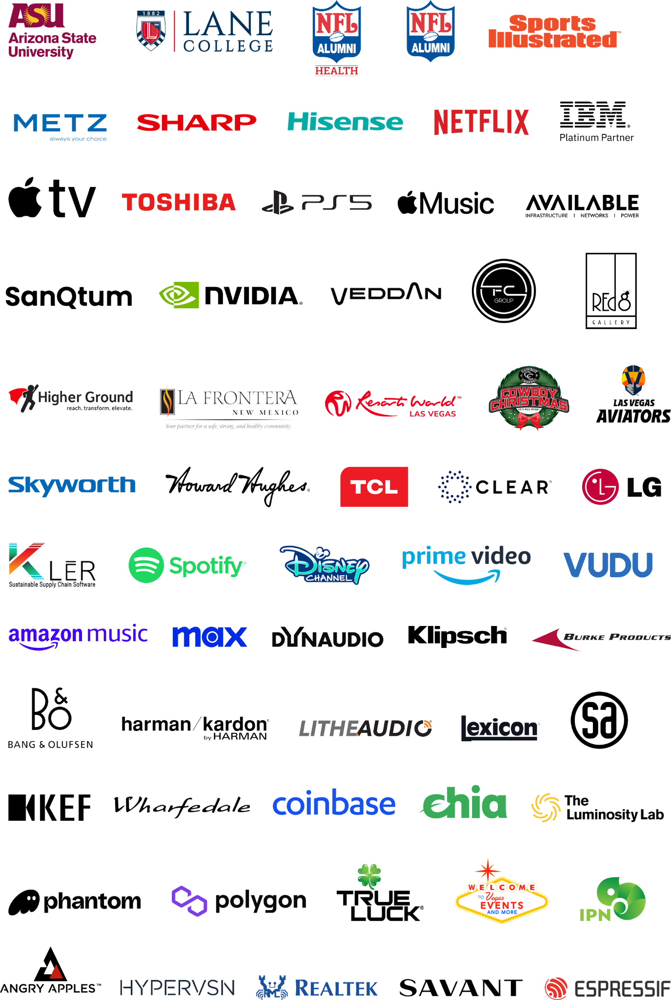 ASU
Arizona State
University
1882
L
LANE
COLLEGE
NFL
ALUMNI
HEALTH
NFL
ALUMNI
Sports
Illustrated™
METZ
always your choice
SHARP
Hisense
NETFLIX
IBM®
Platinum Partner
tv
TOSHIBA
PS5
Music
AVAILABLE
INFRASTRUCTURE | NETWORKS | POWER
SanQtum
NVIDIA®
VEDDAN
FC
GROUP
RED8
GALLERY
Higher Ground
reach. transform. elevate.
LA FRONTERA
NEW MEXICO
Your partner for a safe, strong, and healthy community.
Resorts World™
LAS VEGAS
COWBOY
CC
CHANNEL
COWBOY
CHRISTMAS
IT'S ALL HERE!
LAS VEGAS
AVIATORS
Skyworth
Howard Hughes®
TCL
CLEAR®
LG
KLĒR
Sustainable Supply Chain Software
Spotify®
Disney
CHANNEL
prime video
VUDU
amazon music
max
DYNAUDIO
Klipsch®
BURKE PRODUCTS
B&O
BANG & OLUFSEN
harman/kardon®
by HARMAN
LITHEAUDIO®
Lexicon®
sa
KEF
Wharfedale
coinbase
chia
The
Luminosity Lab
phantom
polygon
TRUE
LUCK®
WELCOME
TO Vegas
EVENTS
AND MORE
IPN
ANGRY APPLES™
HYPERVSN
REALTEK
SAVANT
ESPRESSIF